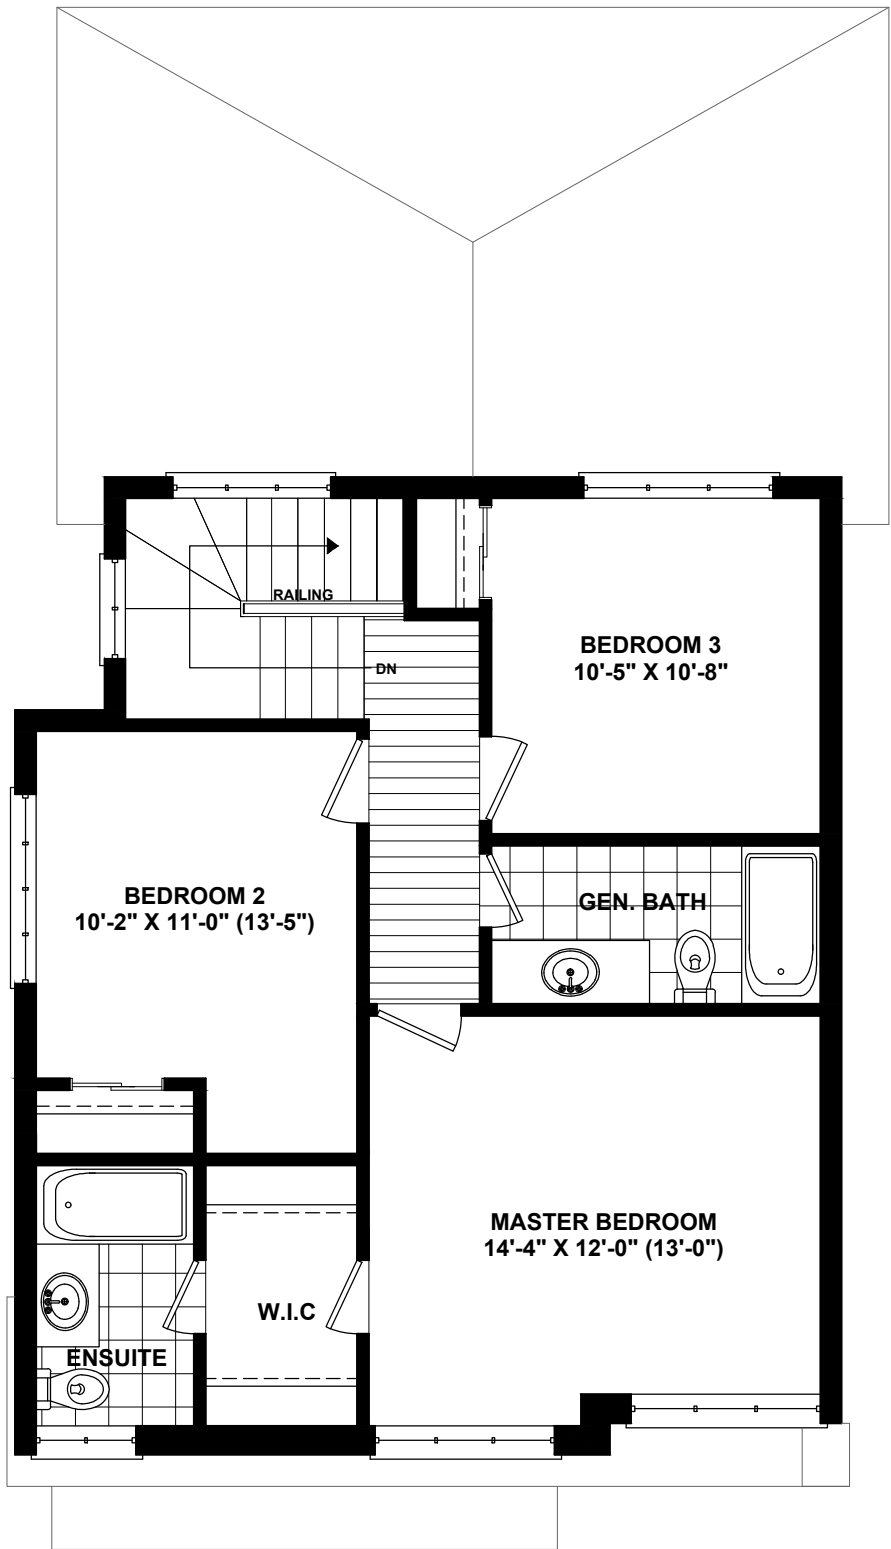 RAILING
DN
BEDROOM 3
10'-5" X 10'-8"
BEDROOM 2
10'-2" X 11'-0" (13'-5")
GEN. BATH
MASTER BEDROOM
14'-4" X 12'-0" (13'-0")
W.I.C
ENSUITE